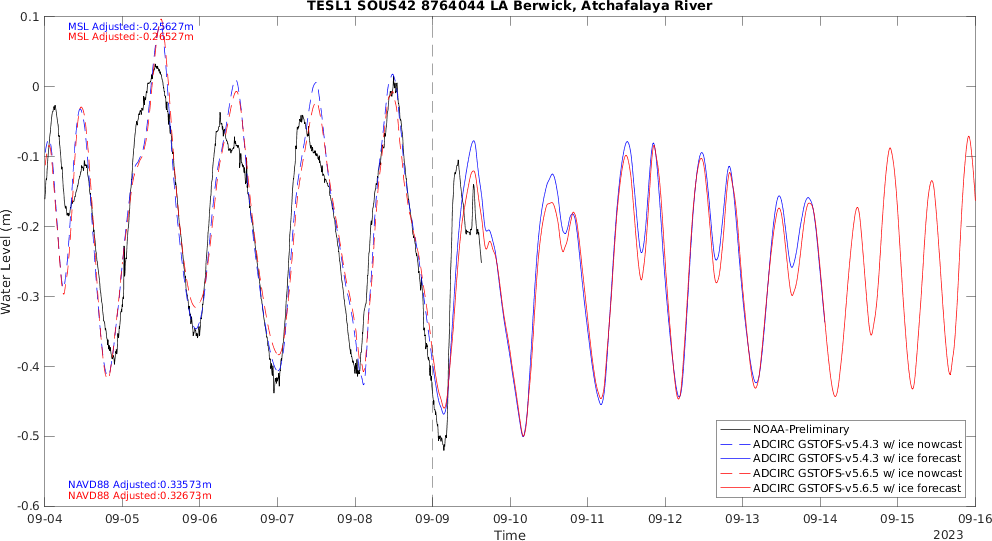 TESL1 SOUS42 8764044 LA Berwick, Atchafalaya River
MSL Adjusted:-0.25627m
MSL Adjusted:-0.26527m
0.1
0
-0.1
-0.2
-0.3
-0.4
-0.5
-0.6
Water Level (m)
NAVD88 Adjusted:0.33573m
NAVD88 Adjusted:0.32673m
NOAA-Preliminary
ADCIRC GSTOFS-v5.4.3 w/ ice nowcast
ADCIRC GSTOFS-v5.4.3 w/ ice forecast
ADCIRC GSTOFS-v5.6.5 w/ ice nowcast
ADCIRC GSTOFS-v5.6.5 w/ ice forecast
09-04 09-05 09-06 09-07 09-08 09-09 09-10 09-11 09-12 09-13 09-14 09-15 09-16
Time
2023